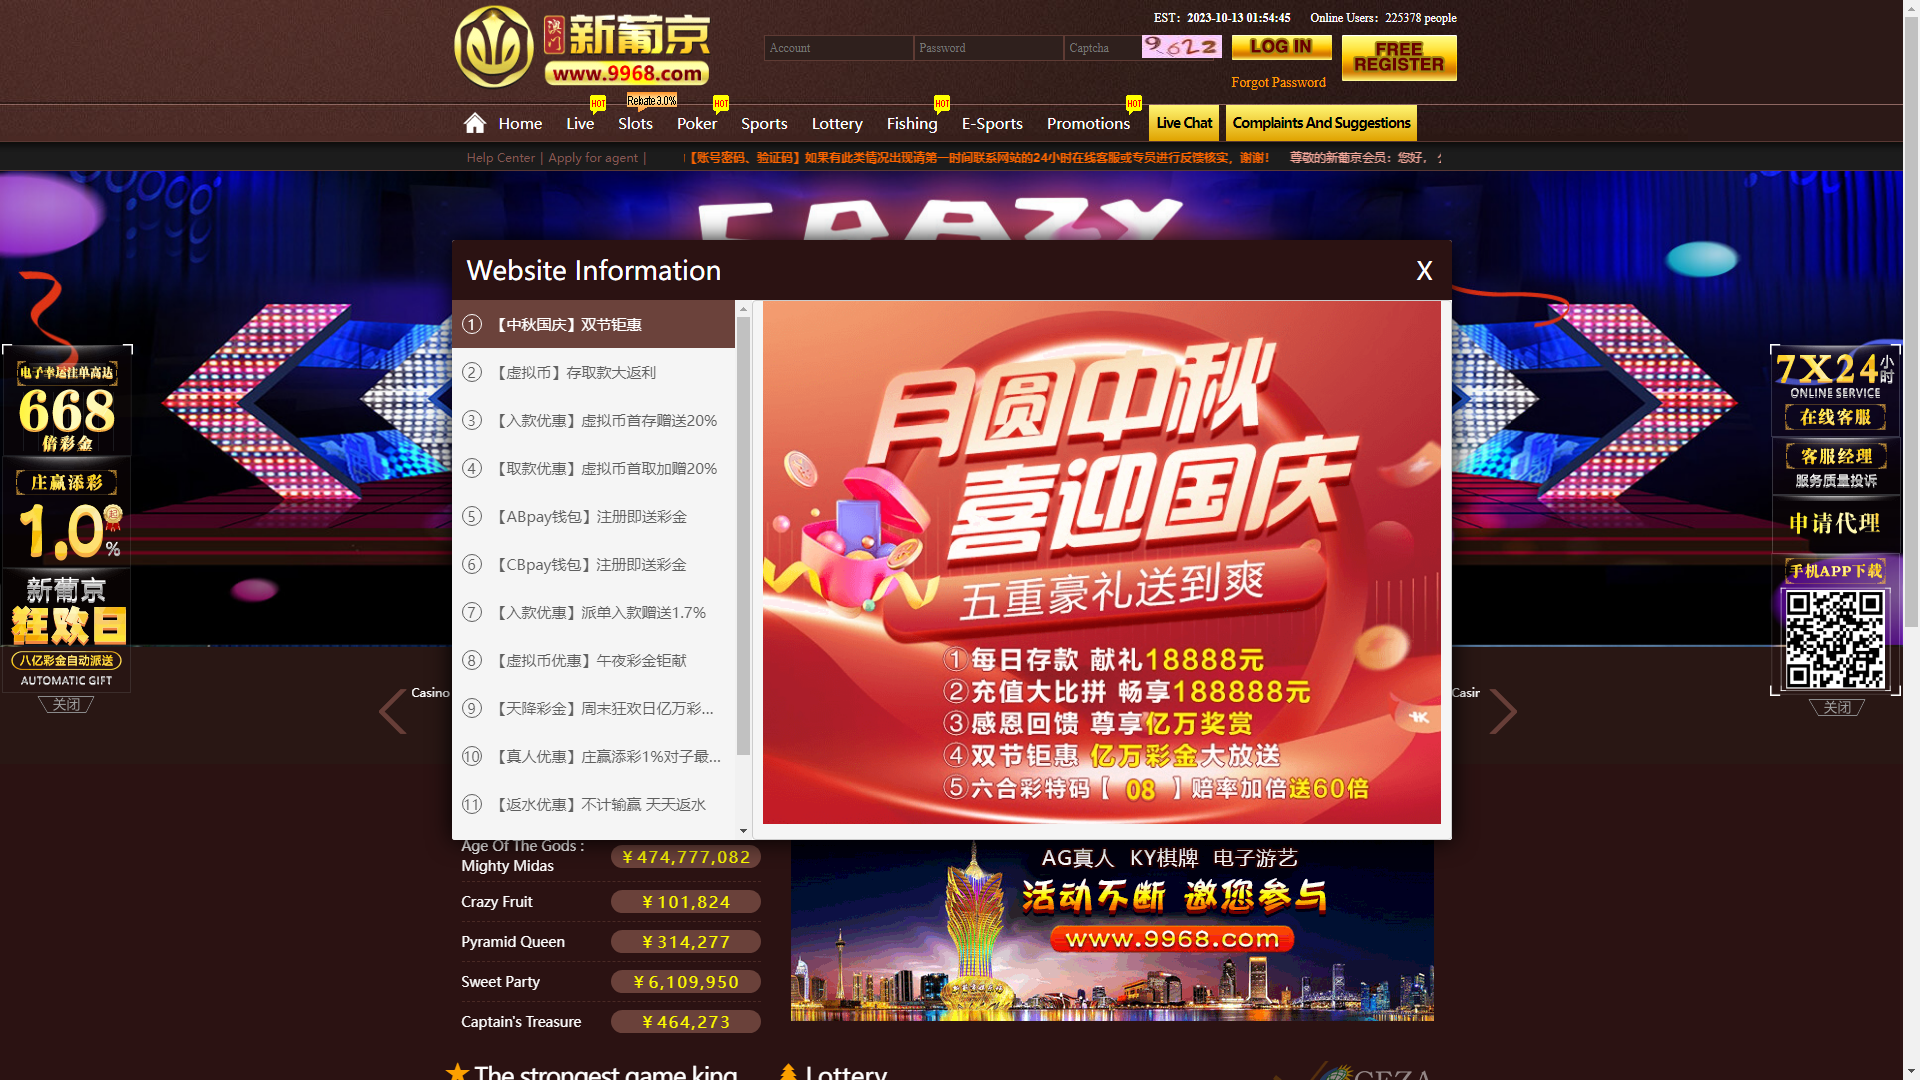 澳门 新葡京
www.9968.com
EST: 2023-10-13 01:54:45 Online Users: 225378 people
Account Password Captcha 9622 LOG IN FREE REGISTER
Forgot Password
Home Live HOT Slots Rebate3.0% Poker HOT Sports Lottery Fishing HOT E-Sports Promotions HOT Live Chat Complaints And Suggestions
Help Center | Apply for agent |
【账号密码、验证码】如果有此类情况出现请第一时间联系网站的24小时在线客服或专员进行反馈核实，谢谢! 尊敬的新葡京会员：您好，
CRAZY
Website Information X
1 【中秋国庆】双节钜惠
2 【虚拟币】存取款大返利
3 【入款优惠】虚拟币首存赠送20%
4 【取款优惠】虚拟币首取加赠20%
5 【ABpay钱包】注册即送彩金
6 【CBpay钱包】注册即送彩金
7 【入款优惠】派单入款赠送1.7%
8 【虚拟币优惠】午夜彩金钜献
9 【天降彩金】周末狂欢日亿万彩...
10 【真人优惠】庄赢添彩1%对子最...
11 【返水优惠】不计输赢 天天返水
月圆中秋
喜迎国庆
五重豪礼送到爽
①每日存款 献礼18888元
②充值大比拼 畅享188888元
③感恩回馈 尊享亿万奖赏
④双节钜惠 亿万彩金大放送
⑤六合彩特码【 08 】赔率加倍送60倍
电子幸运注单高达
668
倍彩金
庄赢添彩
1.0%
起
新葡京
狂欢日
八亿彩金自动派送
AUTOMATIC GIFT
关闭
7X24小时
ONLINE SERVICE
在线客服
客服经理
服务质量投诉
申请代理
手机APP下载
关闭
Casino
Casir
Age Of The Gods :
Mighty Midas ¥ 474,777,082
Crazy Fruit ¥ 101,824
Pyramid Queen ¥ 314,277
Sweet Party ¥ 6,109,950
Captain's Treasure ¥ 464,273
AG真人 KY棋牌 电子游艺
活动不断 邀您参与
www.9968.com
The strongest game king
Lottery
CEZA